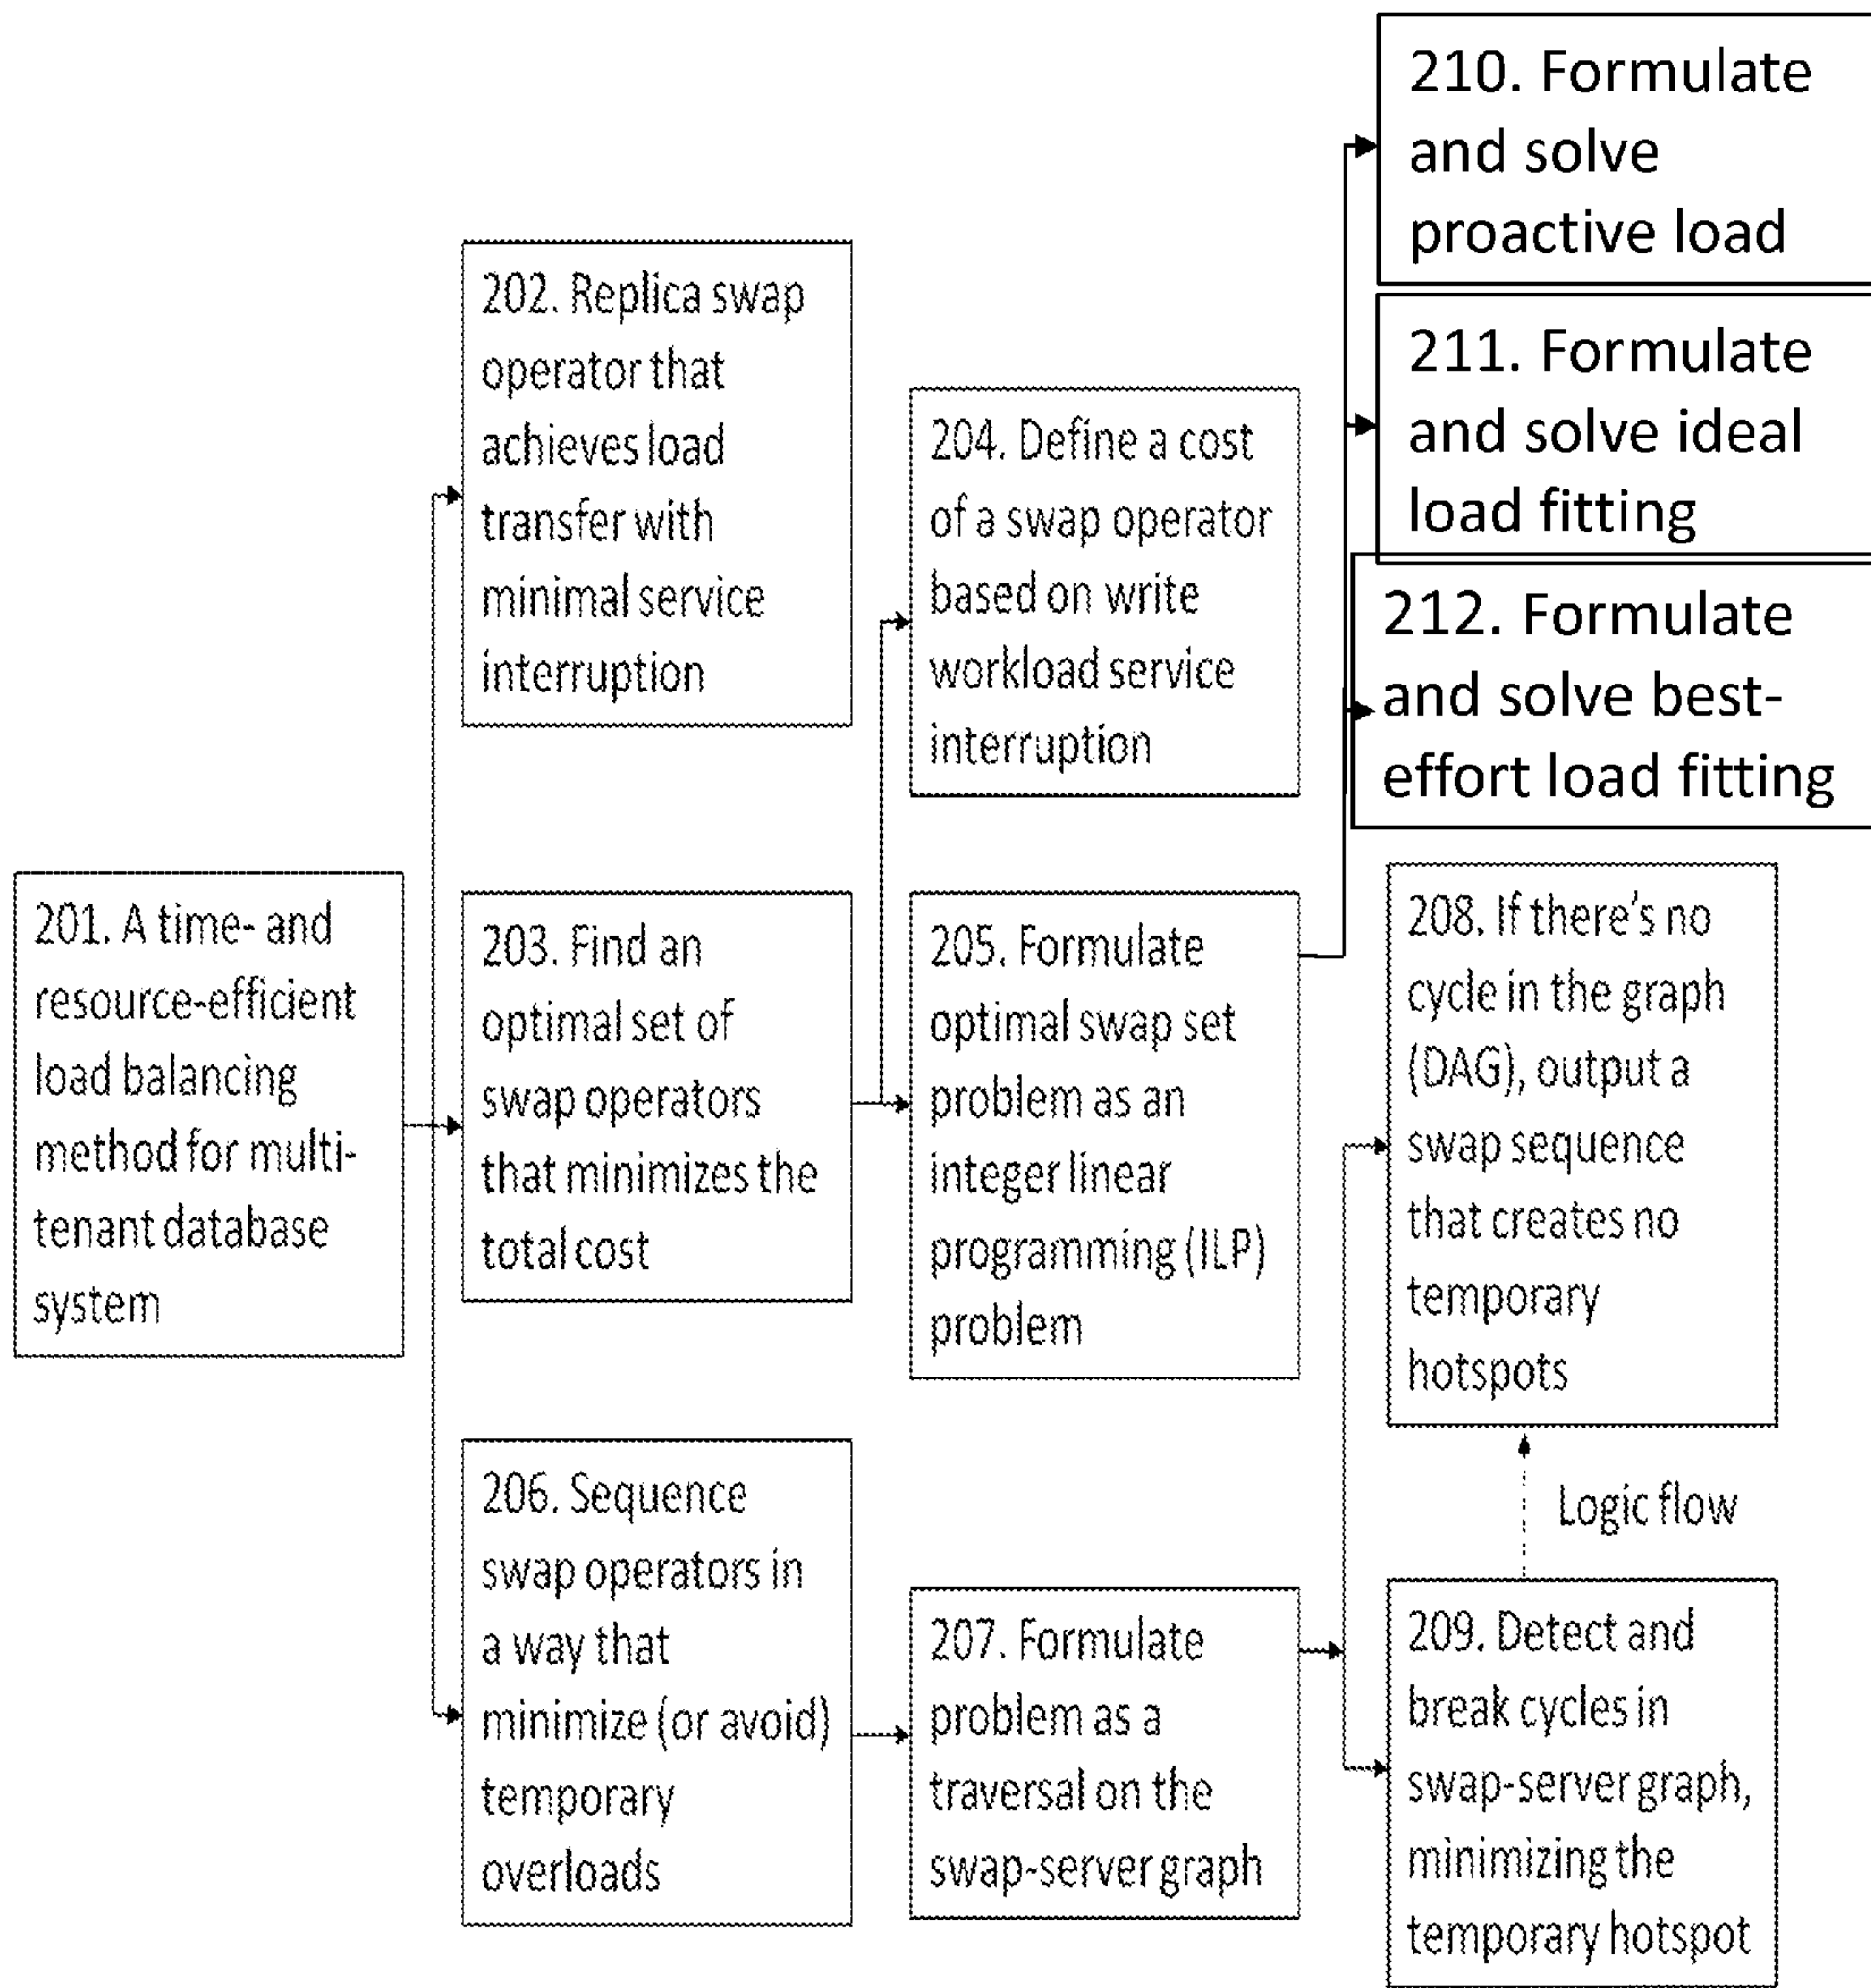 201. A time- and
resource-efficient
load balancing
method for multi-
tenant database
system
202. Replica swap
operator that
achieves load
transfer with
minimal service
interruption
203. Find an
optimal set of
swap operators
that minimizes the
total cost
206. Sequence
swap operators in
a way that
minimize (or avoid)
temporary
overloads
204. Define a cost
of a swap operator
based on write
workload service
interruption
205. Formulate
optimal swap set
problem as an
integer linear
programming (ILP)
problem
207. Formulate
problem as a
traversal on the
swap-server graph
210. Formulate
and solve
proactive load
211. Formulate
and solve ideal
load fitting
212. Formulate
and solve best-
effort load fitting
208. If there's no
cycle in the graph
(DAG), output a
swap sequence
that creates no
temporary
hotspots
Logic flow
209. Detect and
break cycles in
swap-server graph,
minimizing the
temporary hotspot